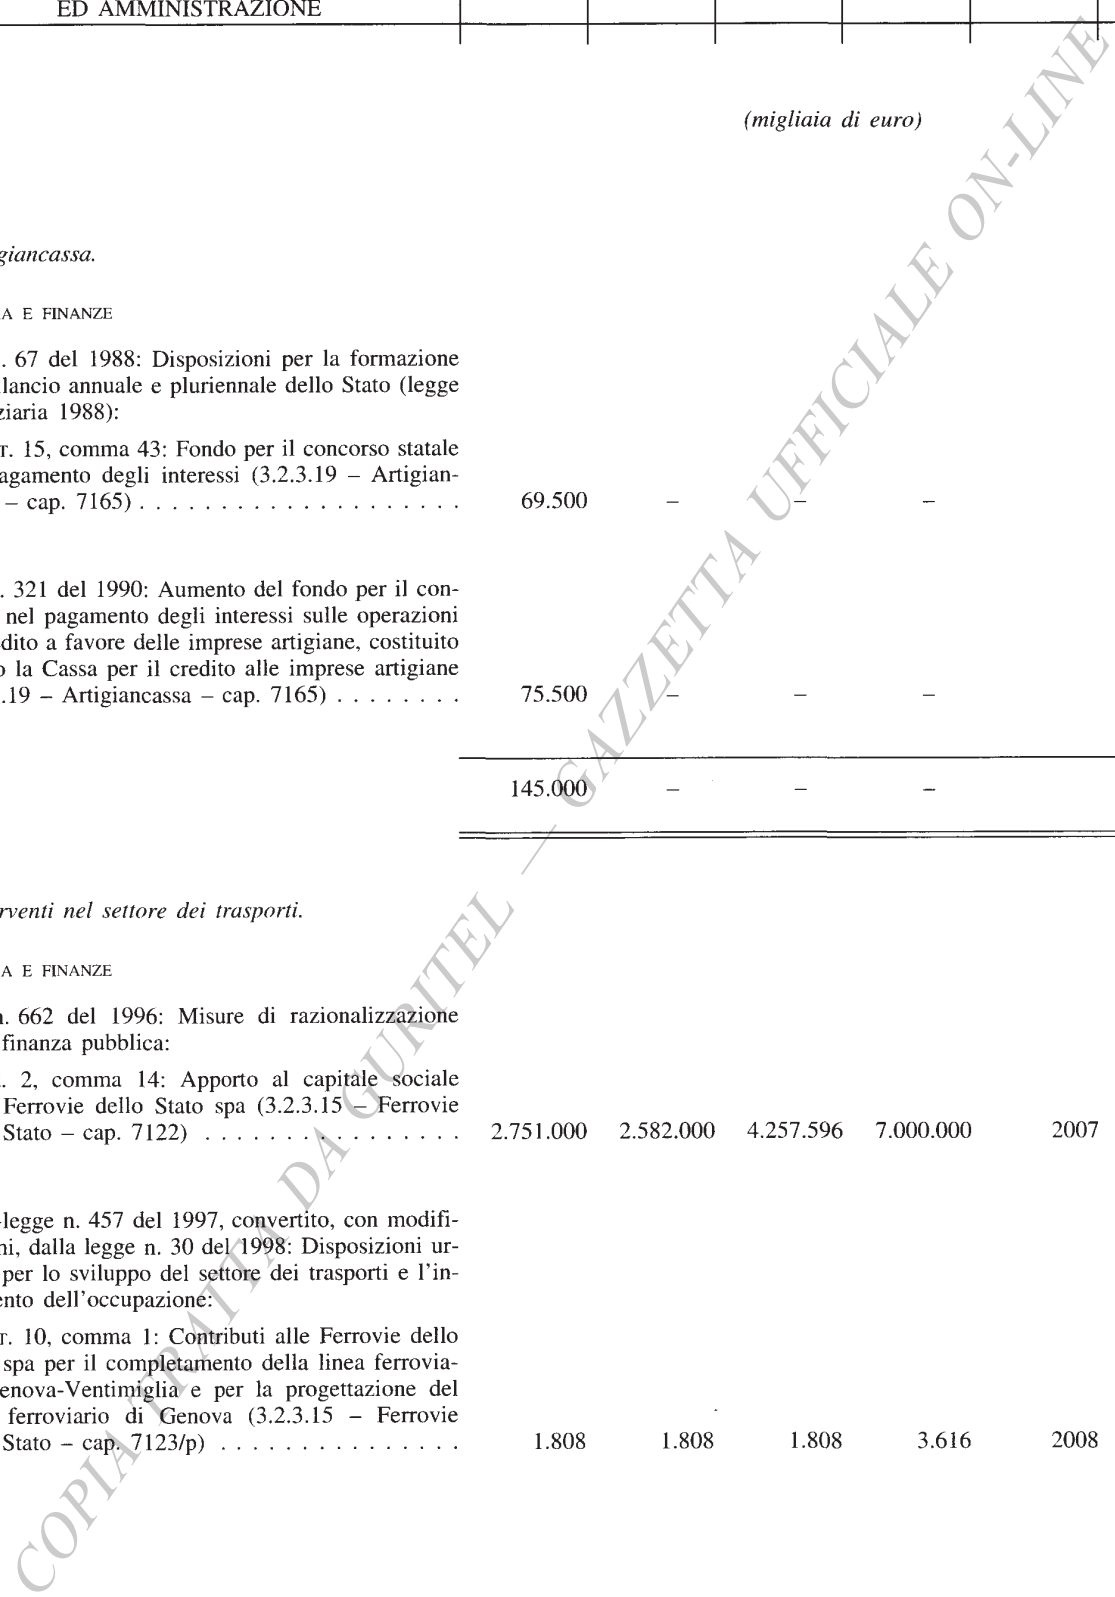 ED AMMINISTRAZIONE
(migliaia di euro)
giancassa.
A E FINANZE
. 67 del 1988: Disposizioni per la formazione
lancio annuale e pluriennale dello Stato (legge
ziaria 1988):
T. 15, comma 43: Fondo per il concorso statale
agamento degli interessi (3.2.3.19 – Artigian-
– cap. 7165) . . . . . . . . . . . . . . . . . . . . 69.500 – – –
. 321 del 1990: Aumento del fondo per il con-
nel pagamento degli interessi sulle operazioni
dito a favore delle imprese artigiane, costituito
o la Cassa per il credito alle imprese artigiane
.19 – Artigiancassa – cap. 7165) . . . . . . . . 75.500 – – –
145.000 – – –
rventi nel settore dei trasporti.
A E FINANZE
n. 662 del 1996: Misure di razionalizzazione
finanza pubblica:
. 2, comma 14: Apporto al capitale sociale
Ferrovie dello Stato spa (3.2.3.15 – Ferrovie
Stato – cap. 7122) . . . . . . . . . . . . . . . . 2.751.000 2.582.000 4.257.596 7.000.000 2007
-legge n. 457 del 1997, convertito, con modifi-
ni, dalla legge n. 30 del 1998: Disposizioni ur-
per lo sviluppo del settore dei trasporti e l'in-
ento dell'occupazione:
T. 10, comma 1: Contributi alle Ferrovie dello
spa per il completamento della linea ferrovia-
enova-Ventimiglia e per la progettazione del
ferroviario di Genova (3.2.3.15 – Ferrovie
Stato – cap. 7123/p) . . . . . . . . . . . . . . . 1.808 1.808 1.808 3.616 2008
COPIA TRATTA DA GURITEL — GAZZETTA UFFICIALE ON-LINE